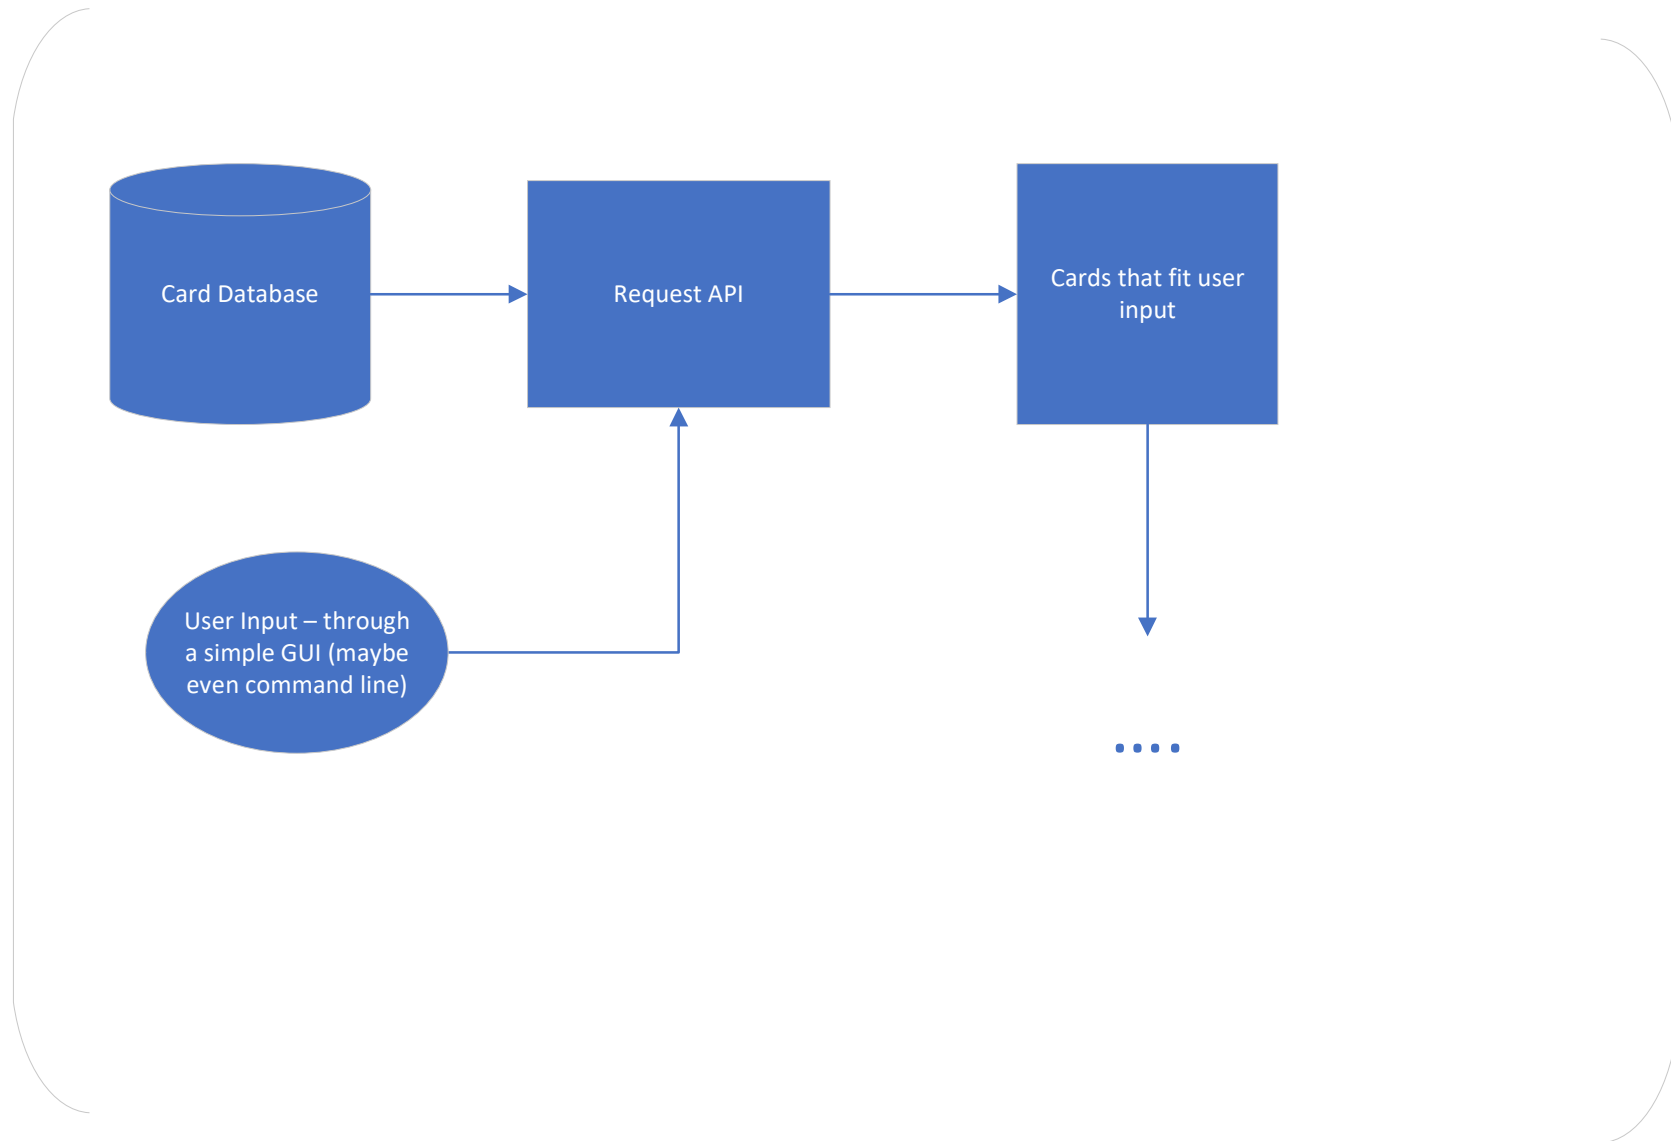 Card Database
Request API
Cards that fit user
input
User Input – through
a simple GUI (maybe
even command line)
....